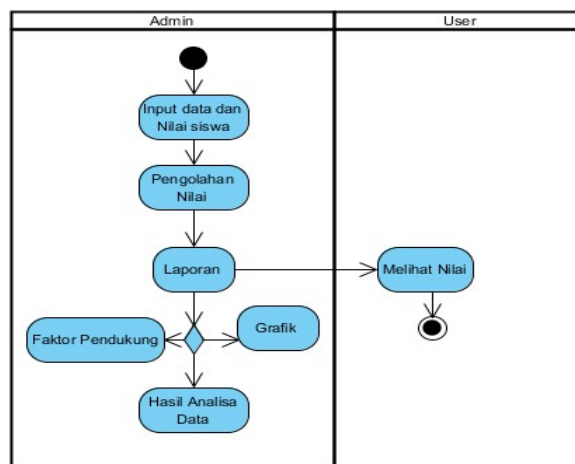 Admin
User
Input data dan
Nilai siswa
Pengolahan
Nilai
Laporan
Melihat Nilai
Faktor Pendukung
Grafik
Hasil Analisa
Data